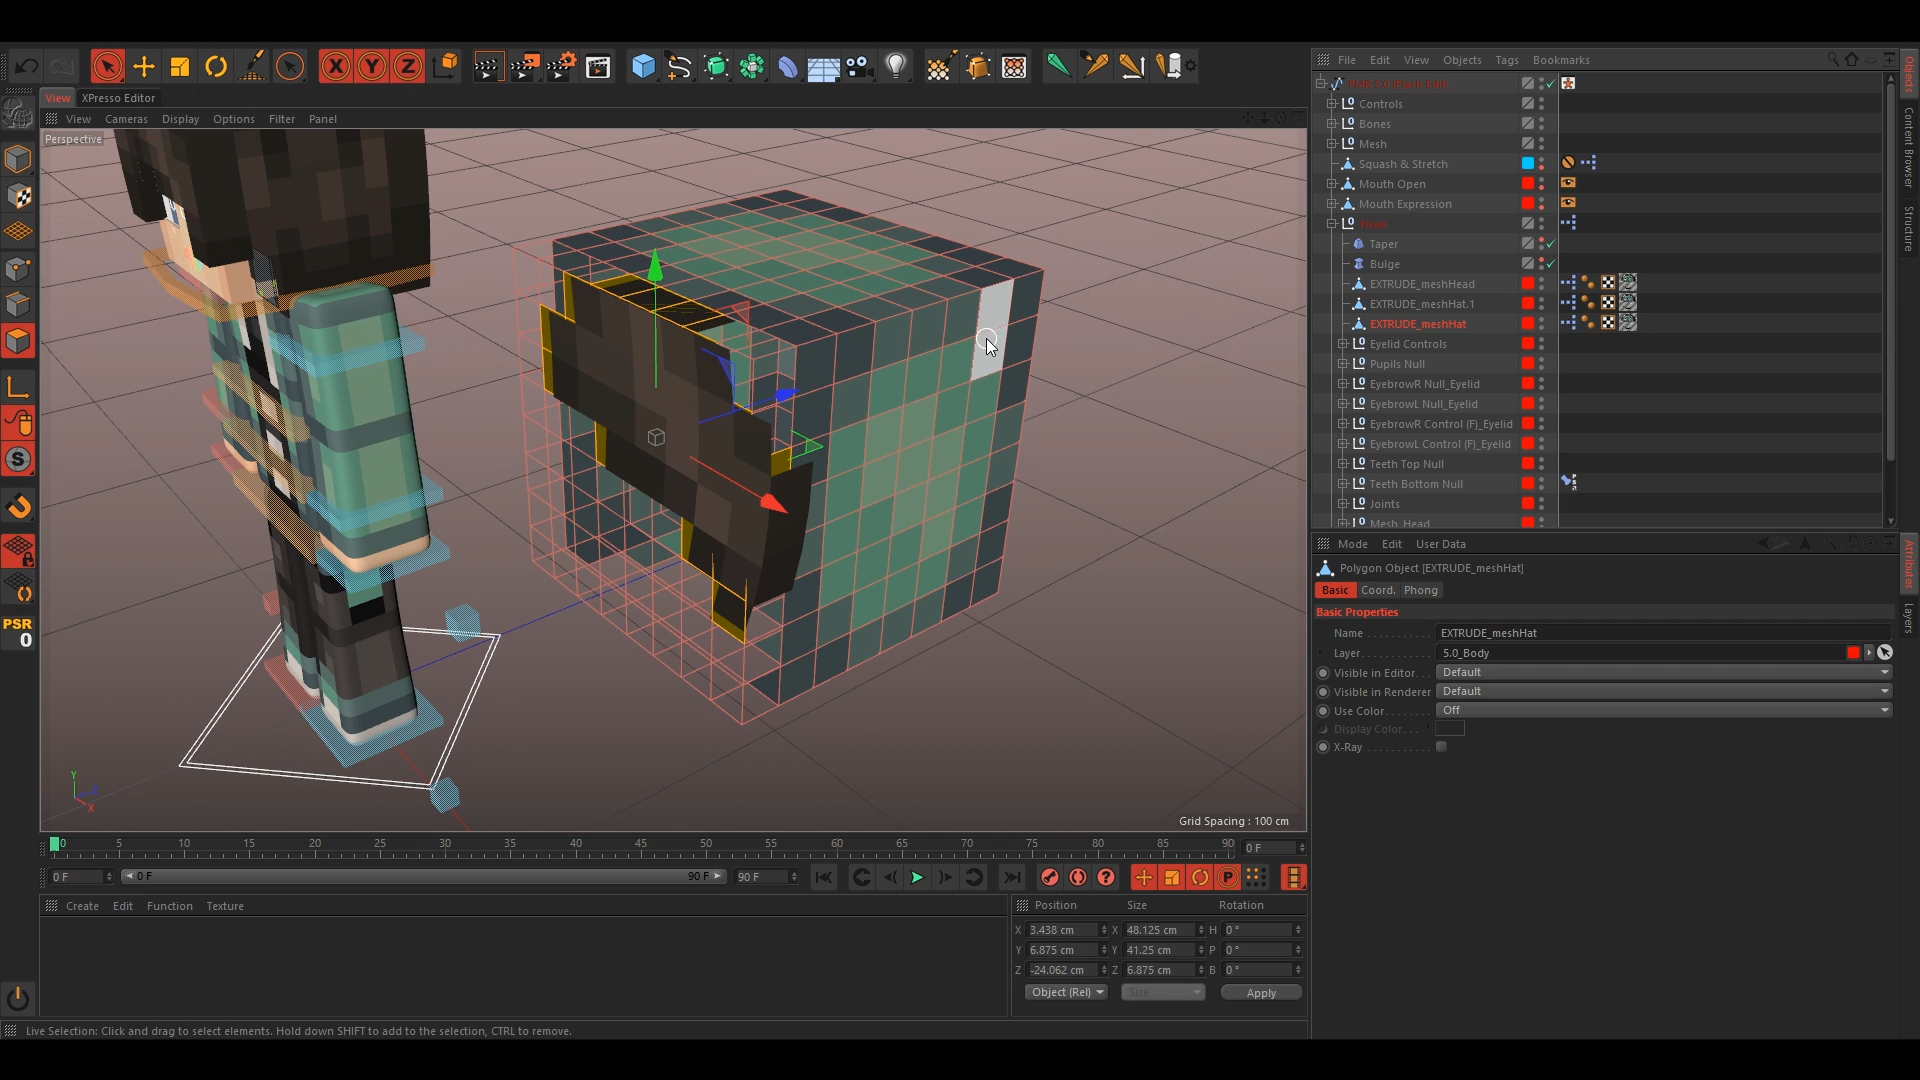 File Edit View Objects Tags Bookmarks
Objects
Content Browser
Structure
View XPresso Editor
View Cameras Display Options Filter Panel
Perspective
X Y Z
S
P
PSR
0
Controls
Bones
Mesh
Squash & Stretch
Mouth Open
Mouth Expression
Head
Taper
Bulge
EXTRUDE_meshHead
EXTRUDE_meshHat.1
EXTRUDE_meshHat
Eyelid Controls
Pupils Null
EyebrowR Null_Eyelid
EyebrowL Null_Eyelid
EyebrowR Control (F)_Eyelid
EyebrowL Control (F)_Eyelid
Teeth Top Null
Teeth Bottom Null
Joints
Mesh_Head
Mode Edit User Data
Attributes
Layers
Polygon Object [EXTRUDE_meshHat]
Basic Coord. Phong
Basic Properties
Name . . . . . . . . . . . EXTRUDE_meshHat
Layer . . . . . . . . . . . 5.0_Body
Visible in Editor . . . Default
Visible in Renderer Default
Use Color . . . . . . . Off
Display Color . . .
X-Ray . . . . . . . . . .
Y
Z
X
Grid Spacing : 100 cm
0 5 10 15 20 25 30 35 40 45 50 55 60 65 70 75 80 85 90 0 F
0 F 0 F 90 F 90 F
Create Edit Function Texture
Position Size Rotation
X 3.438 cm X 48.125 cm H 0 °
Y 6.875 cm Y 41.25 cm P 0 °
Z -24.062 cm Z 6.875 cm B 0 °
Object (Rel) Size Apply
Live Selection: Click and drag to select elements. Hold down SHIFT to add to the selection, CTRL to remove.